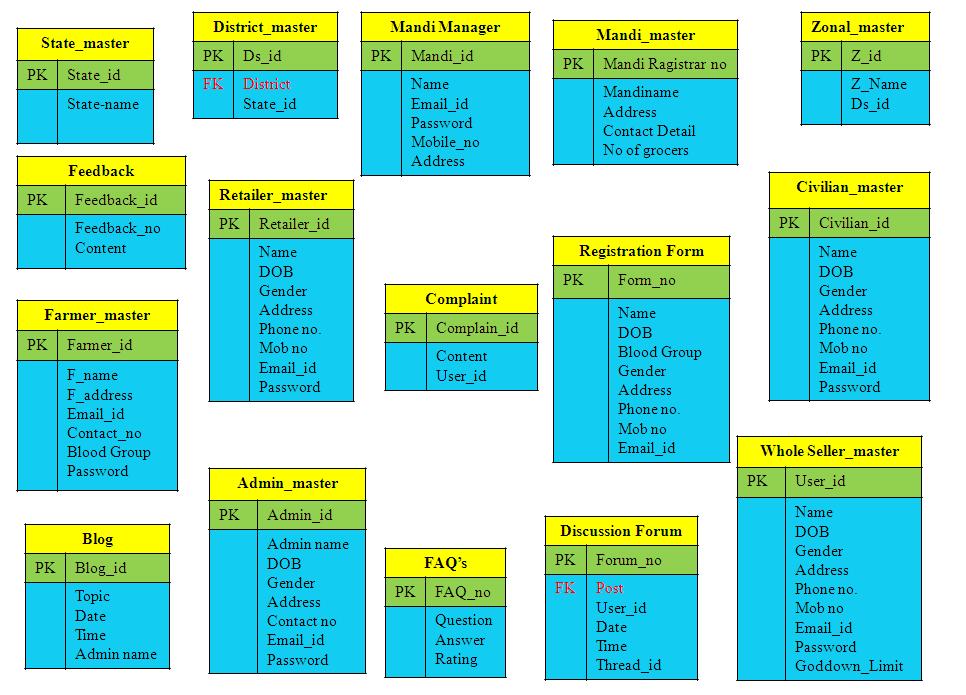 State_master
PK State_id
State-name
District_master
PK Ds_id
FK District
State_id
Mandi Manager
PK Mandi_id
Name
Email_id
Password
Mobile_no
Address
Mandi_master
PK Mandi Ragistrar no
Mandiname
Address
Contact Detail
No of grocers
Zonal_master
PK Z_id
Z_Name
Ds_id
Feedback
PK Feedback_id
Feedback_no
Content
Retailer_master
PK Retailer_id
Name
DOB
Gender
Address
Phone no.
Mob no
Email_id
Password
Complaint
PK Complain_id
Content
User_id
Registration Form
PK Form_no
Name
DOB
Blood Group
Gender
Address
Phone no.
Mob no
Email_id
Civilian_master
PK Civilian_id
Name
DOB
Gender
Address
Phone no.
Mob no
Email_id
Password
Farmer_master
PK Farmer_id
F_name
F_address
Email_id
Contact_no
Blood Group
Password
Admin_master
PK Admin_id
Admin name
DOB
Gender
Address
Contact no
Email_id
Password
Whole Seller_master
PK User_id
Name
DOB
Gender
Address
Phone no.
Mob no
Email_id
Password
Goddown_Limit
Blog
PK Blog_id
Topic
Date
Time
Admin name
FAQ’s
PK FAQ_no
Question
Answer
Rating
Discussion Forum
PK Forum_no
FK Post
User_id
Date
Time
Thread_id